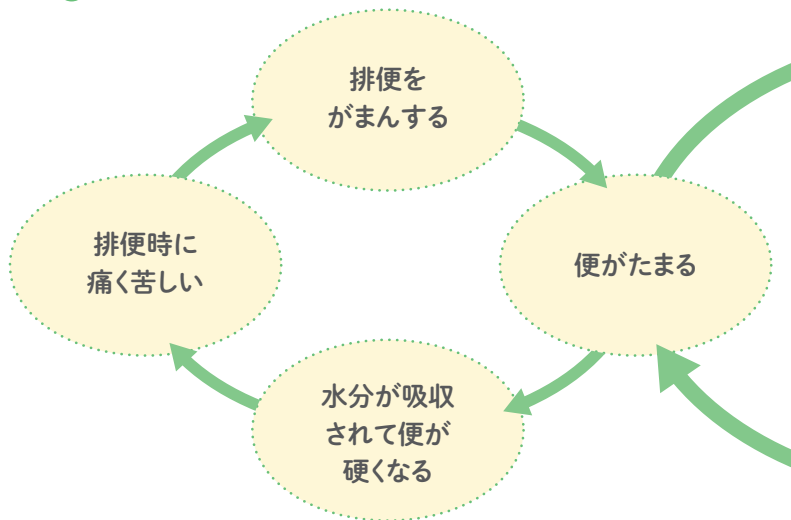 排便を
がまんする
便がたまる
水分が吸収
されて便が
硬くなる
排便時に
痛く苦しい